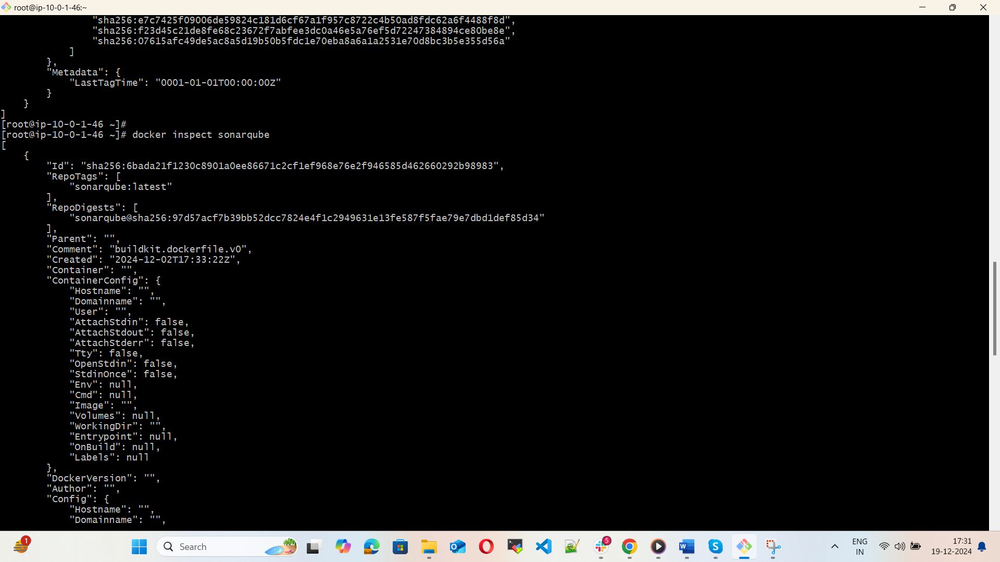 root@ip-10-0-1-46:~
"sha256:e7c7425f09006de59824c181d6cf67a1f957c8722c4b50ad8fdc62a6f4488f8d",
"sha256:f23d45c21de8fe68c23672f7abfee3dc0a46e5a76ef5d72247384894ce80be8e",
"sha256:07615afc49de5ac8a5d19b50b5fdc1e70eba8a6a1a2531e70d8bc3b5e355d56a"
]
},
"Metadata": {
"LastTagTime": "0001-01-01T00:00:00Z"
}
}
]
[root@ip-10-0-1-46 ~]#
[root@ip-10-0-1-46 ~]# docker inspect sonarqube
[
{
"Id": "sha256:6bada21f1230c8901a0ee86671c2cf1ef968e76e2f946585d462660292b98983",
"RepoTags": [
"sonarqube:latest"
],
"RepoDigests": [
"sonarqube@sha256:97d57acf7b39bb52dcc7824e4f1c2949631e13fe587f5fae79e7dbd1def85d34"
],
"Parent": "",
"Comment": "buildkit.dockerfile.v0",
"Created": "2024-12-02T17:33:22Z",
"Container": "",
"ContainerConfig": {
"Hostname": "",
"Domainname": "",
"User": "",
"AttachStdin": false,
"AttachStdout": false,
"AttachStderr": false,
"Tty": false,
"OpenStdin": false,
"StdinOnce": false,
"Env": null,
"Cmd": null,
"Image": "",
"Volumes": null,
"WorkingDir": "",
"Entrypoint": null,
"OnBuild": null,
"Labels": null
},
"DockerVersion": "",
"Author": "",
"Config": {
"Hostname": "",
"Domainname": "",
1
Search
5
ENG
IN
17:31
19-12-2024